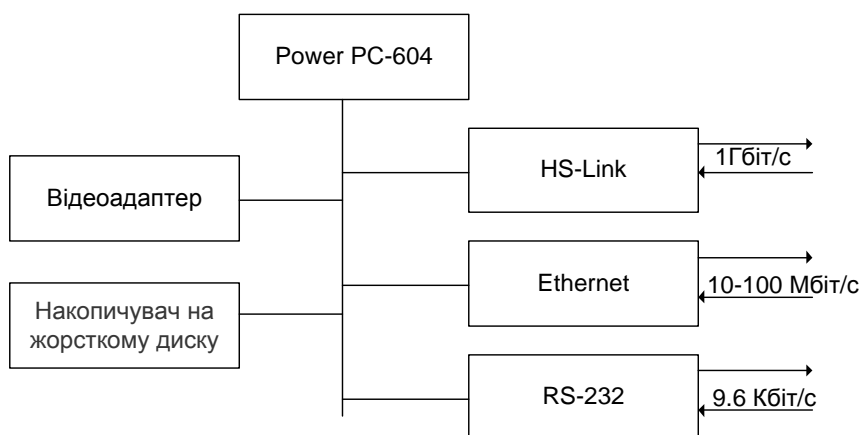 Power PC-604
HS-Link
1Гбіт/с
Відеоадаптер
Ethernet
10-100 Мбіт/с
Накопичувач на
жорсткому диску
RS-232
9.6 Кбіт/с